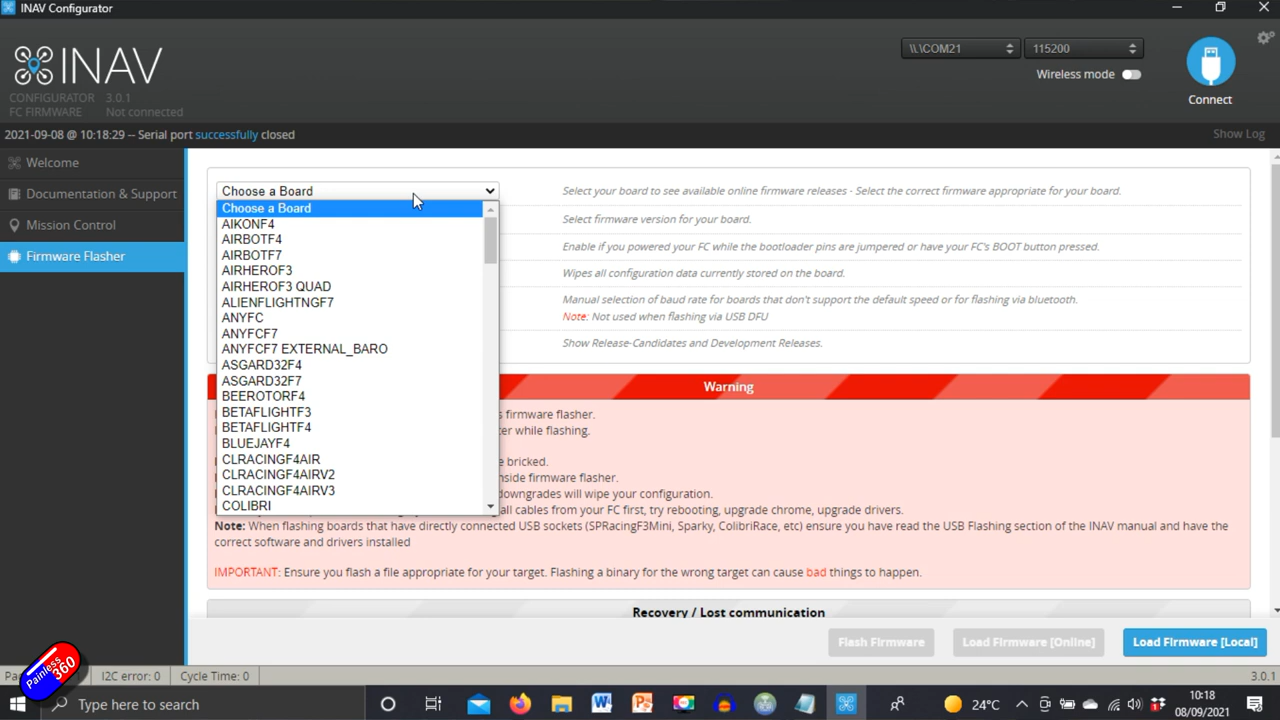 INAV Configurator
INAV
CONFIGURATOR 3.0.1
FC FIRMWARE Not connected
\\.\COM21
115200
Wireless mode
Connect
2021-09-08 @ 10:18:29 -- Serial port successfully closed
Show Log
Welcome
Documentation & Support
Mission Control
Firmware Flasher
Choose a Board
Choose a Board
AIKONF4
AIRBOTF4
AIRBOTF7
AIRHEROF3
AIRHEROF3 QUAD
ALIENFLIGHTNGF7
ANYFC
ANYFCF7
ANYFCF7 EXTERNAL_BARO
ASGARD32F4
ASGARD32F7
BEEROTORF4
BETAFLIGHTF3
BETAFLIGHTF4
BLUEJAYF4
CLRACINGF4AIR
CLRACINGF4AIRV2
CLRACINGF4AIRV3
COLIBRI
Select your board to see available online firmware releases - Select the correct firmware appropriate for your board.
Select firmware version for your board.
Enable if you powered your FC while the bootloader pins are jumpered or have your FC's BOOT button pressed.
Wipes all configuration data currently stored on the board.
Manual selection of baud rate for boards that don't support the default speed or for flashing via bluetooth.
Note: Not used when flashing via USB DFU
Show Release-Candidates and Development Releases.
Warning
s firmware flasher.
ter while flashing.
e bricked.
nside firmware flasher.
downgrades will wipe your configuration.
g all cables from your FC first, try rebooting, upgrade chrome, upgrade drivers.
Note: When flashing boards that have directly connected USB sockets (SPRacingF3Mini, Sparky, ColibriRace, etc) ensure you have read the USB Flashing section of the INAV manual and have the
correct software and drivers installed
IMPORTANT: Ensure you flash a file appropriate for your target. Flashing a binary for the wrong target can cause bad things to happen.
Recovery / Lost communication
Flash Firmware
Load Firmware [Online]
Load Firmware [Local]
Painless360
Pa
I2C error: 0
Cycle Time: 0
3.0.1
Type here to search
24°C
10:18
08/09/2021